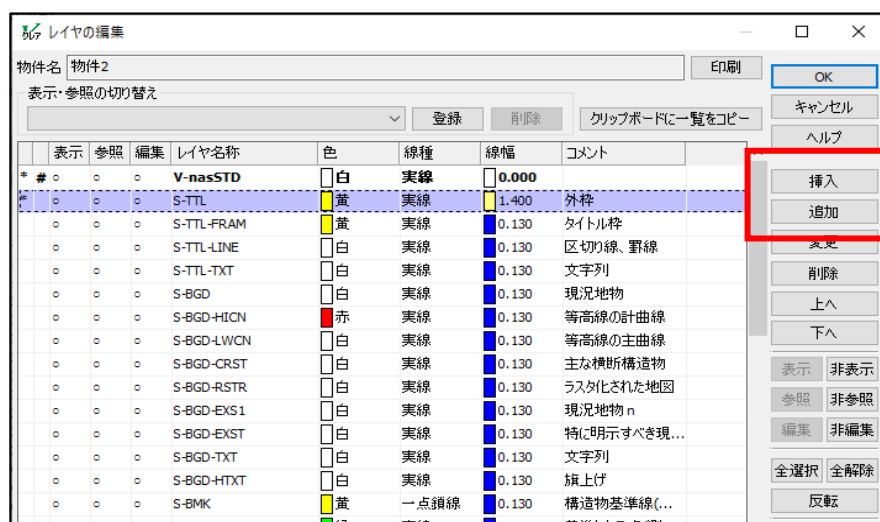 レイヤの編集
物件名 物件2 印刷
表示・参照の切り替え
登録 削除 クリップボードに一覧をコピー
表示 参照 編集 レイヤ名称 色 線種 線幅 コメント
* # ○ ○ ○ V-nasSTD 白 実線 0.000
* ○ ○ ○ S-TTL 黄 実線 1.400 外枠
○ ○ ○ S-TTL-FRAM 黄 実線 0.130 タイトル枠
○ ○ ○ S-TTL-LINE 白 実線 0.130 区切り線、罫線
○ ○ ○ S-TTL-TXT 白 実線 0.130 文字列
○ ○ ○ S-BGD 白 実線 0.130 現況地物
○ ○ ○ S-BGD-HICN 赤 実線 0.130 等高線の計曲線
○ ○ ○ S-BGD-LWCN 白 実線 0.130 等高線の主曲線
○ ○ ○ S-BGD-CRST 白 実線 0.130 主な横断構造物
○ ○ ○ S-BGD-RSTR 白 実線 0.130 ラスタ化された地図
○ ○ ○ S-BGD-EXS1 白 実線 0.130 現況地物 n
○ ○ ○ S-BGD-EXST 白 実線 0.130 特に明示すべき現...
○ ○ ○ S-BGD-TXT 白 実線 0.130 文字列
○ ○ ○ S-BGD-HTXT 白 実線 0.130 旗上げ
○ ○ ○ S-BMK 黄 一点鎖線 0.130 構造物基準線(...
OK
キャンセル
ヘルプ
挿入
追加
変更
削除
上へ
下へ
表示 非表示
参照 非参照
編集 非編集
全選択 全解除
反転